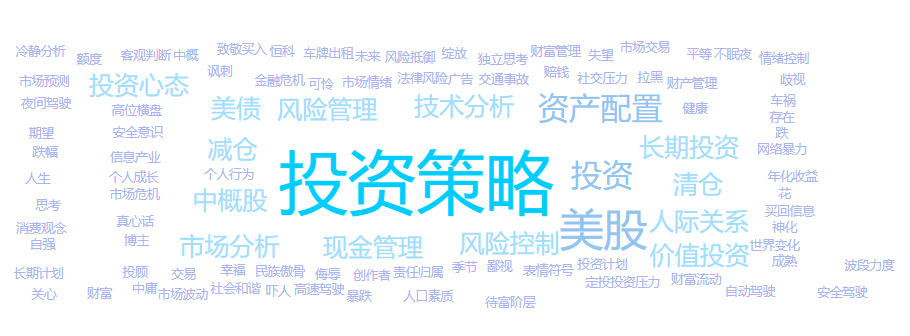 冷静分析 额度 客观判断 中概 致敬买入 恒科 车牌出租 未来 风险抵御 绽放 独立思考 财富管理 失望 市场交易 平等 不眠夜 情绪控制
市场预测 投资心态 讽刺 金融危机 可怜 市场情绪 法律风险 广告 交通事故 赔钱 社交压力 拉黑 财产管理 歧视
夜间驾驶 高位横盘 美债 风险管理 技术分析 资产配置 健康 车祸
存在
期望 安全意识 跌
跌幅 信息产业 减仓 长期投资 网络暴力
人生 个人成长 个人行为 投资策略 投资 清仓 年化收益
市场危机 中概股 花
思考 真心话 美股 人际关系 买回信息
消费观念 神化
自强 博主 市场分析 现金管理 风险控制 价值投资 世界变化
成熟
长期计划 投顾 交易 幸福 民族傲骨 侮辱 创作者 责任归属 季节 鄙视 表情符号 投资计划 波段力度
关心 财富 中庸 市场波动 社会和谐 吓人 高速驾驶 暴跌 人口素质 待富阶层 定投投资压力 财富流动 自动驾驶 安全驾驶